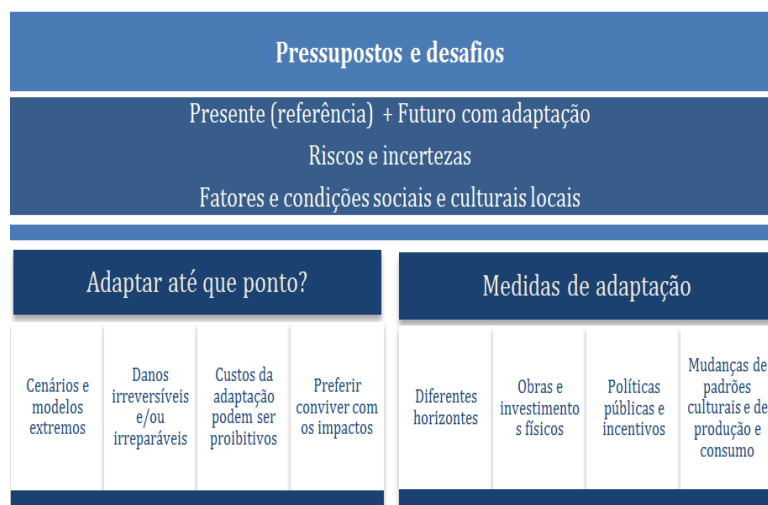 Pressupostos e desafios
Presente (referência) + Futuro com adaptação
Riscos e incertezas
Fatores e condições sociais e culturais locais
Adaptar até que ponto?
Cenários e
modelos
extremos
Danos
irreversíveis
e/ou
irreparáveis
Custos da
adaptação
podem ser
proibitivos
Preferir
conviver com
os impactos
Medidas de adaptação
Diferentes
horizontes
Obras e
investimento
s físicos
Políticas
públicas e
incentivos
Mudanças de
padrões
culturais e de
produção e
consumo